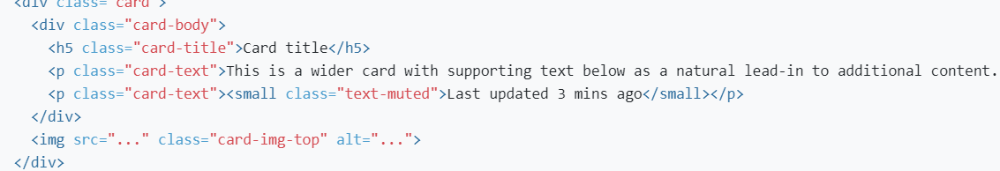 <div class="card">
<div class="card-body">
<h5 class="card-title">Card title</h5>
<p class="card-text">This is a wider card with supporting text below as a natural lead-in to additional content.
<p class="card-text"><small class="text-muted">Last updated 3 mins ago</small></p>
</div>
<img src="..." class="card-img-top" alt="...">
</div>